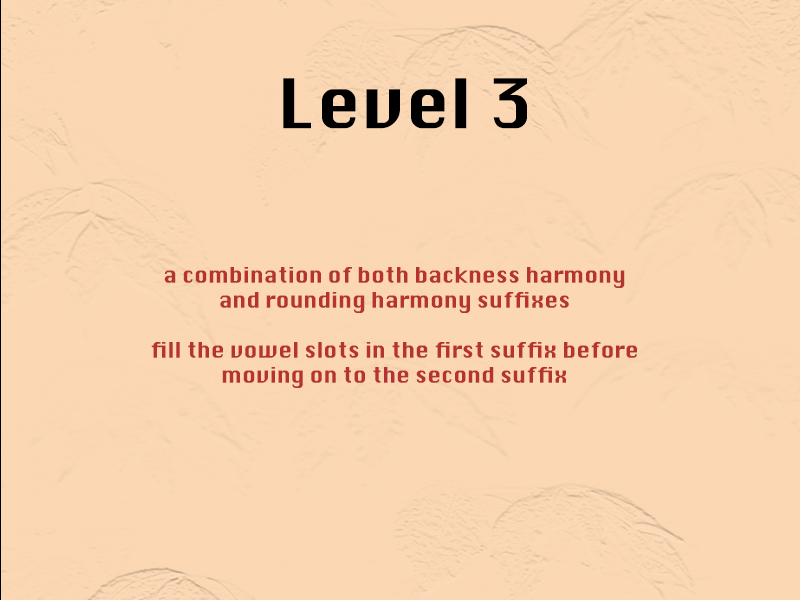 Level 3
a combination of both backness harmony
and rounding harmony suffixes
fill the vowel slots in the first suffix before
moving on to the second suffix